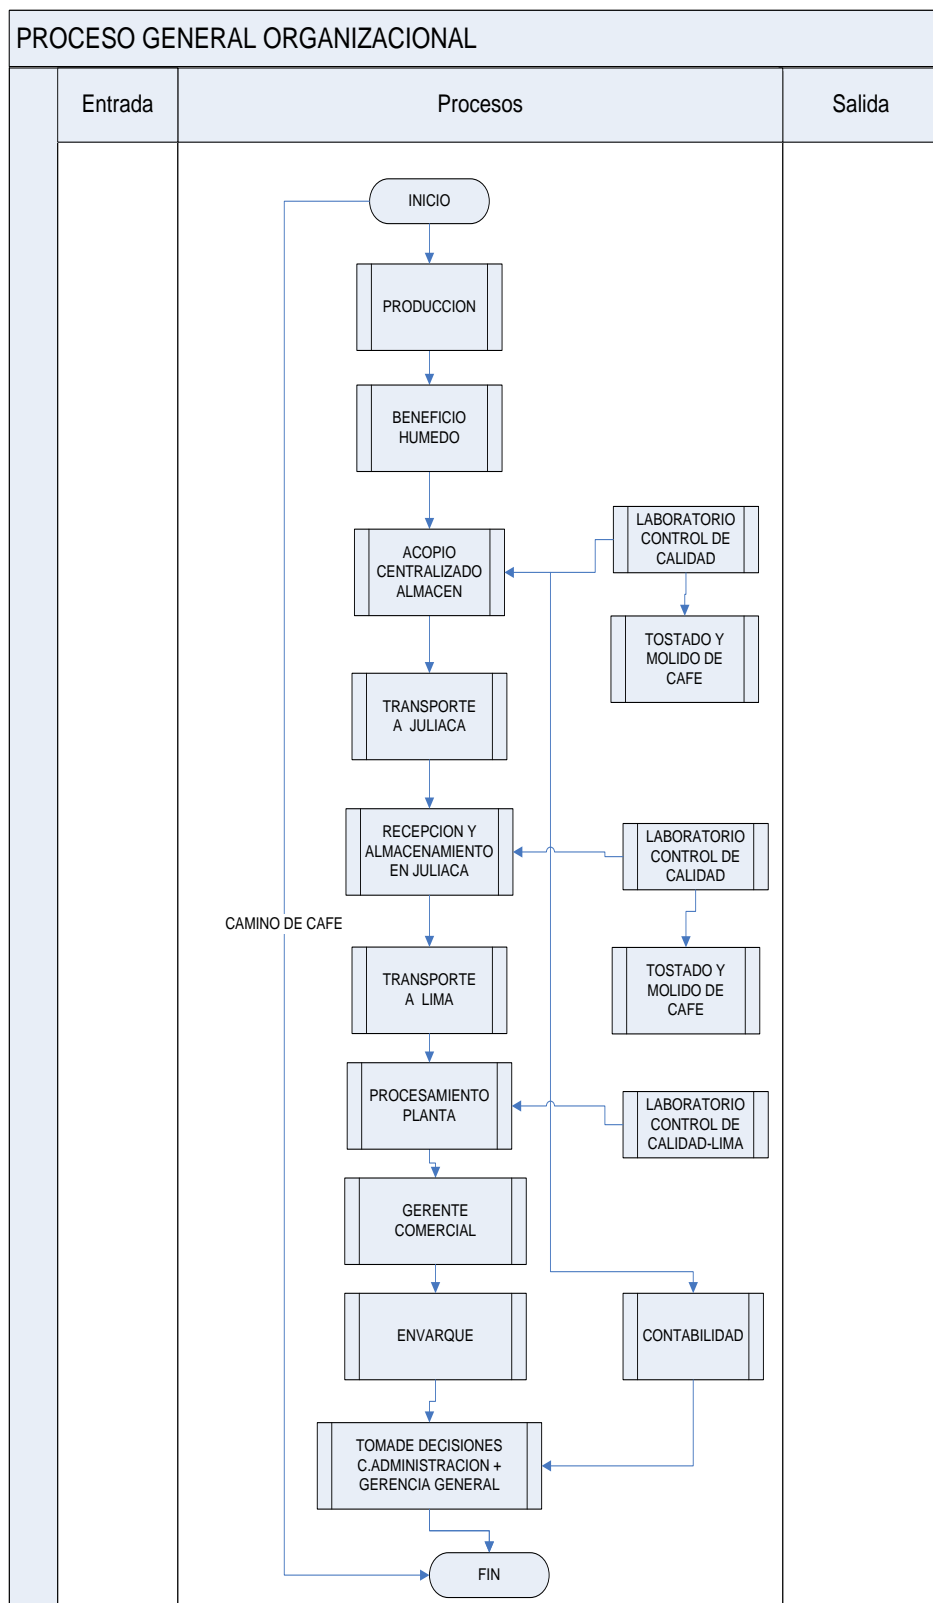 PROCESO GENERAL ORGANIZACIONAL
Entrada
Procesos
Salida
INICIO
PRODUCCION
BENEFICIO
HUMEDO
ACOPIO
CENTRALIZADO
ALMACEN
LABORATORIO
CONTROL DE
CALIDAD
TOSTADO Y
MOLIDO DE
CAFE
TRANSPORTE
A JULIACA
RECEPCION Y
ALMACENAMIENTO
EN JULIACA
LABORATORIO
CONTROL DE
CALIDAD
CAMINO DE CAFE
TRANSPORTE
A LIMA
TOSTADO Y
MOLIDO DE
CAFE
PROCESAMIENTO
PLANTA
LABORATORIO
CONTROL DE
CALIDAD-LIMA
GERENTE
COMERCIAL
ENVARQUE
CONTABILIDAD
TOMADE DECISIONES
C.ADMINISTRACION +
GERENCIA GENERAL
FIN